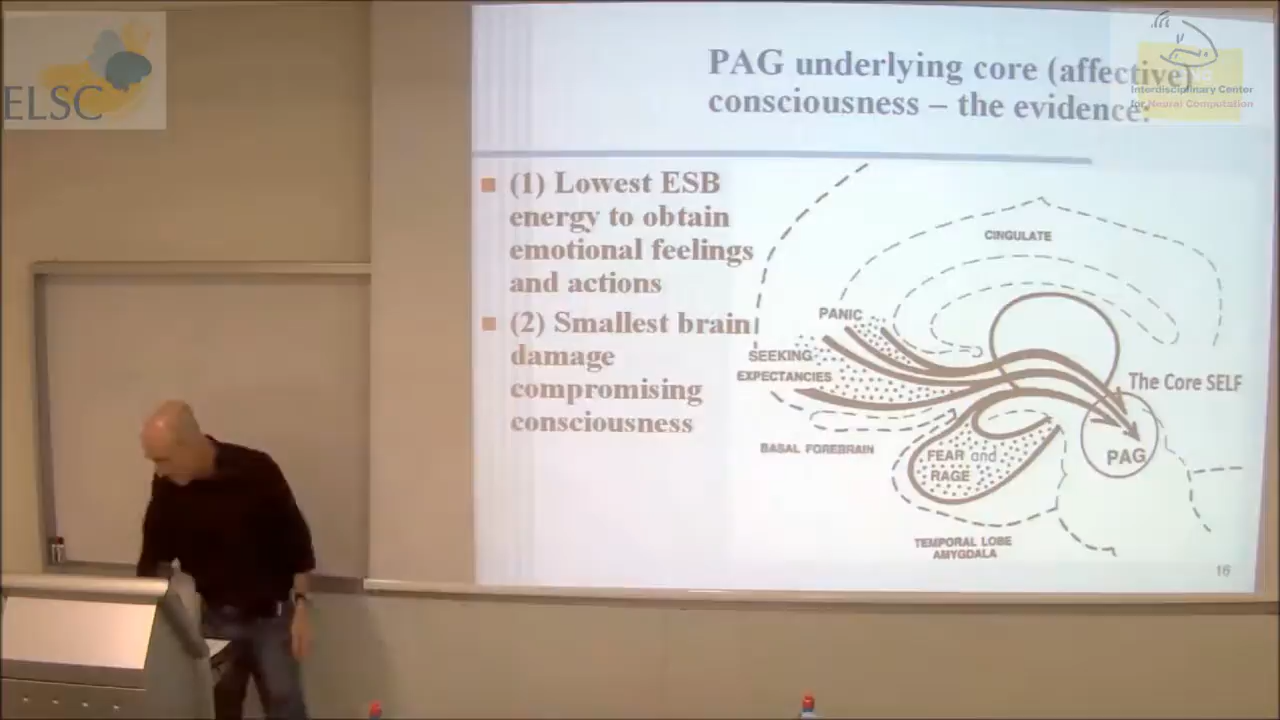 ELSC
PAG underlying core (affective)
consciousness – the evidence:
Interdisciplinary Center
for Neural Computation
(1) Lowest ESB
energy to obtain
emotional feelings
and actions
(2) Smallest brain
damage
compromising
consciousness
CINGULATE
PANIC
SEEKING
EXPECTANCIES
The Core SELF
BASAL FOREBRAIN
FEAR and
RAGE
PAG
TEMPORAL LOBE
AMYGDALA
16